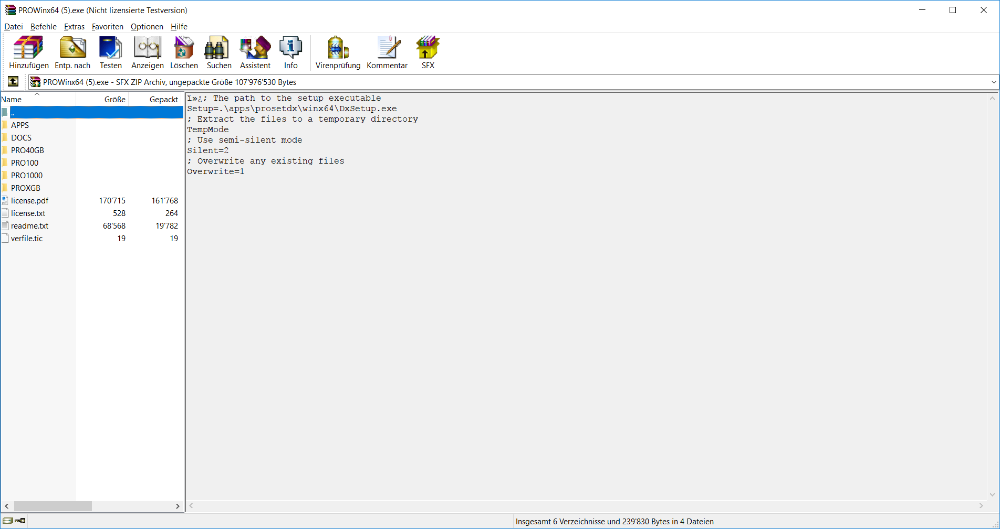 PROWinx64 (5).exe (Nicht lizensierte Testversion)
Datei Befehle Extras Favoriten Optionen Hilfe
Hinzufügen Entp. nach Testen Anzeigen Löschen Suchen Assistent Info Virenprüfung Kommentar SFX
PROWinx64 (5).exe - SFX ZIP Archiv, ungepackte Größe 107'976'530 Bytes
Name Größe Gepackt
..
APPS
DOCS
PRO40GB
PRO100
PRO1000
PROXGB
license.pdf 170'715 161'768
license.txt 528 264
readme.txt 68'568 19'782
verfile.tic 19 19
ï»¿; The path to the setup executable
Setup=.\apps\prosetdx\winx64\DxSetup.exe
; Extract the files to a temporary directory
TempMode
; Use semi-silent mode
Silent=2
; Overwrite any existing files
Overwrite=1
Insgesamt 6 Verzeichnisse und 239'830 Bytes in 4 Dateien